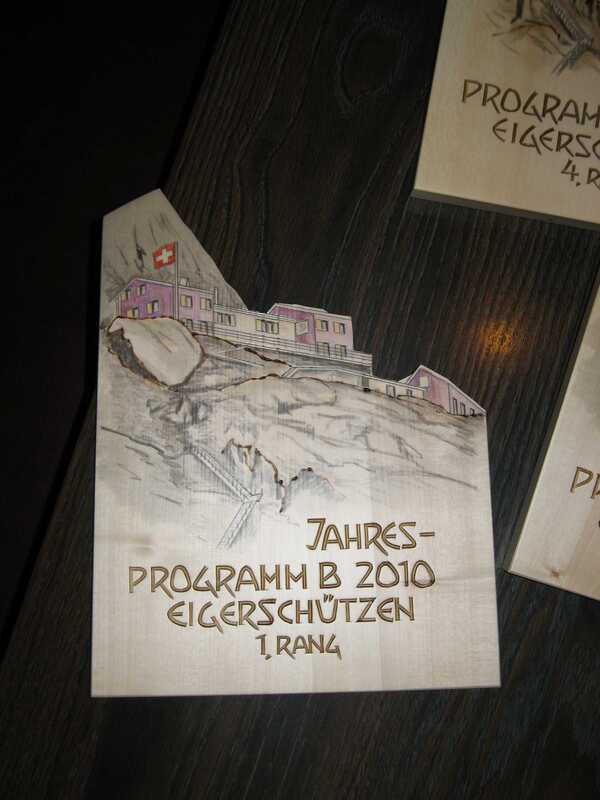 JAHRES-
PROGRAMM B 2010
EIGERSCHÜTZEN
1. RANG
PROGRAMM
EIGERSC
4. R